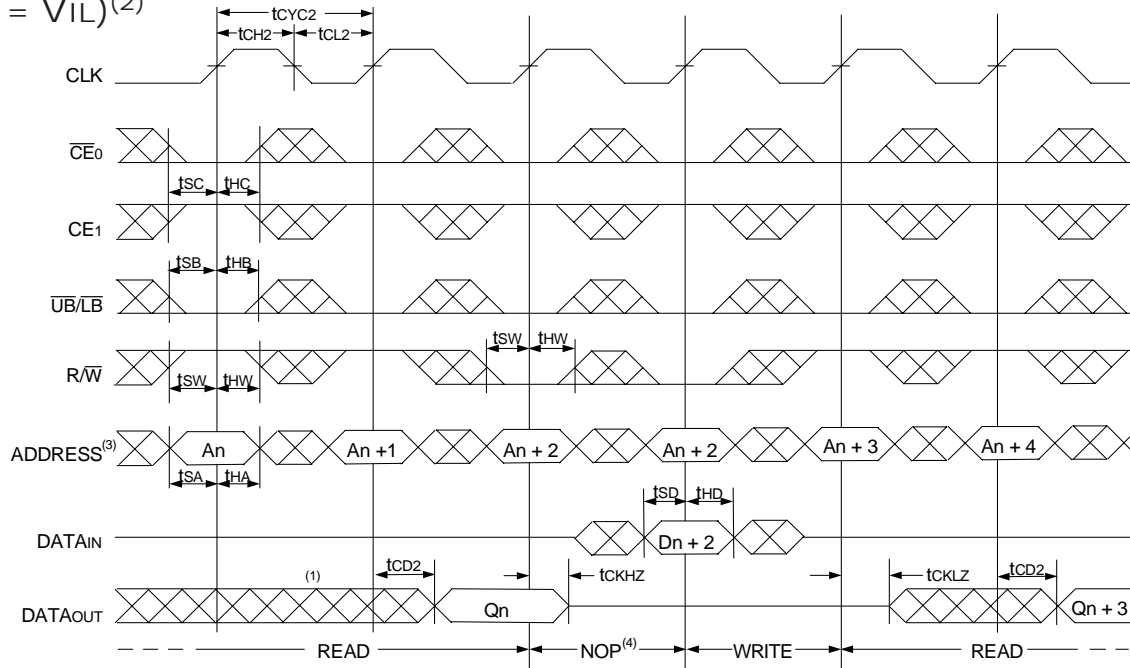 = VIL)(2)
tCYC2
tCH2 tCL2
CLK
CE0
tSC tHC
CE1
tSB tHB
UB/LB
tSW tHW
R/W
tSW tHW
ADDRESS(3) An An +1 An + 2 An + 2 An + 3 An + 4
tSA tHA
tSD tHD
DATAIN Dn + 2
(1) tCD2 tCKHZ tCKLZ tCD2
DATAOUT Qn Qn + 3
READ NOP(4) WRITE READ